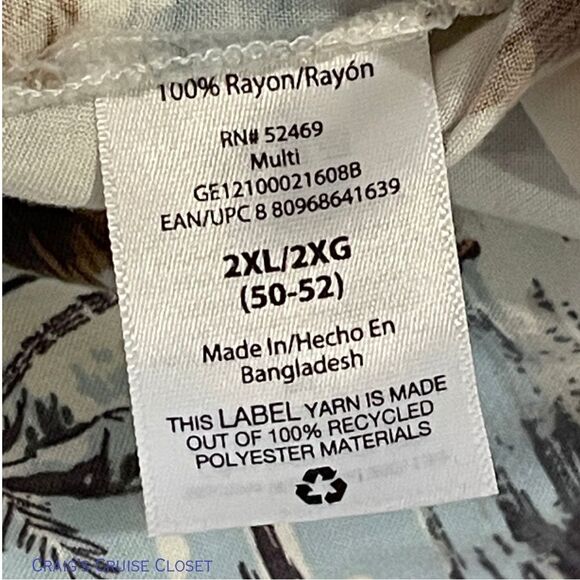 100% Rayon/Rayón
RN# 52469
Multi
GE12100021608B
EAN/UPC 8 80968641639
2XL/2XG
(50-52)
Made In/Hecho En
Bangladesh
THIS LABEL YARN IS MADE
OUT OF 100% RECYCLED
POLYESTER MATERIALS
Craig's Cruise Closet